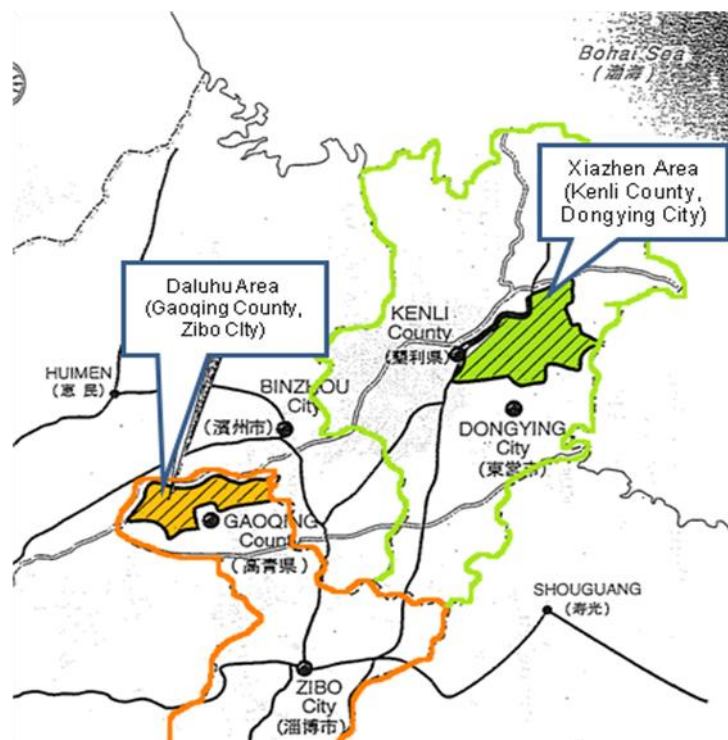 Bohai Sea
(渤海)
Xiazhen Area
(Kenli County,
Dongying City)
Daluhu Area
(Gaoqing County,
Zibo City)
KENLI
County
(墾利県)
HUIMEN
(恵民)
BINZHOU
City
(濱州市)
DONGYING
City
(東営市)
GAOQING
County
(高青県)
SHOUGUANG
(寿光)
ZIBO
City
(淄博市)